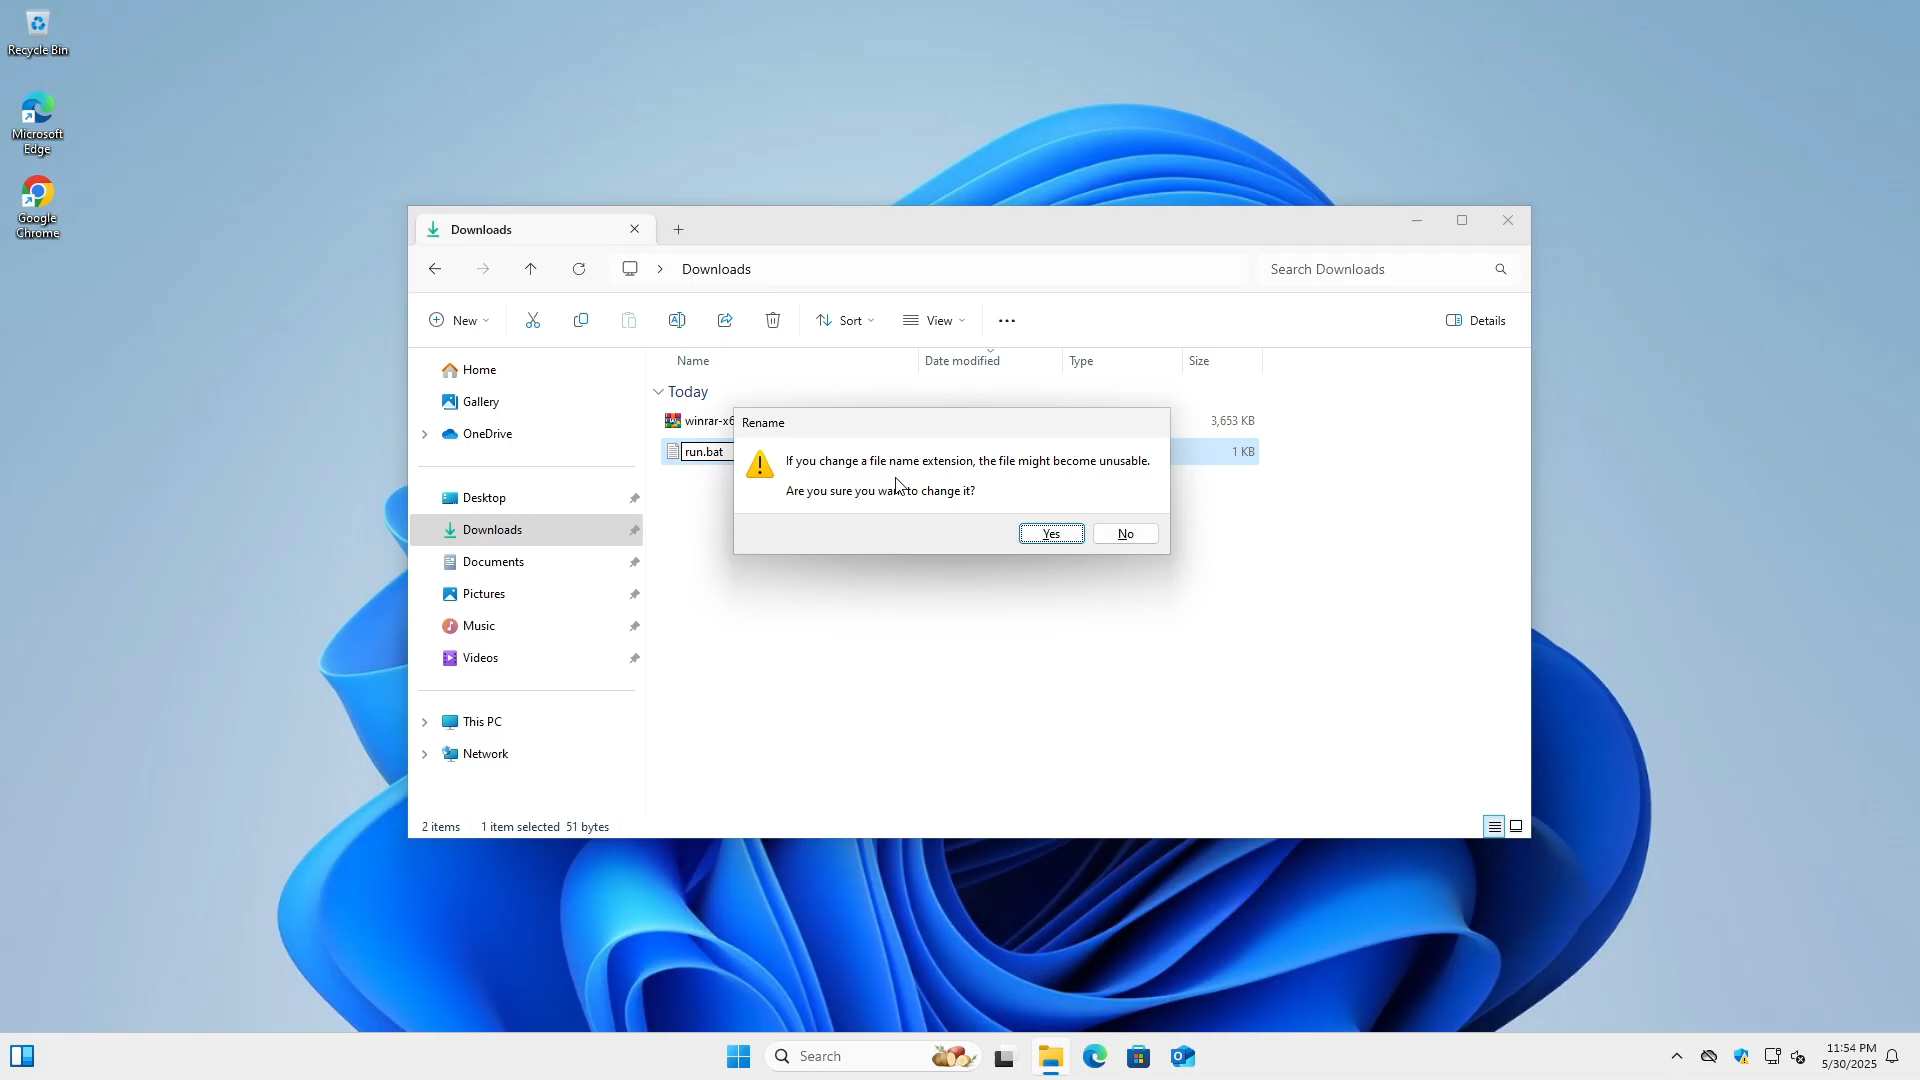 Recycle Bin
Microsoft
Edge
Google
Chrome
Downloads
Downloads
Search Downloads
New
Sort
View
Details
Name
Date modified
Type
Size
Home
Gallery
OneDrive
Desktop
Downloads
Documents
Pictures
Music
Videos
This PC
Network
Today
winrar-x6
3,653 KB
run.bat
1 KB
Rename
If you change a file name extension, the file might become unusable.
Are you sure you want to change it?
Yes
No
2 items
1 item selected 51 bytes
Search
11:54 PM
5/30/2025